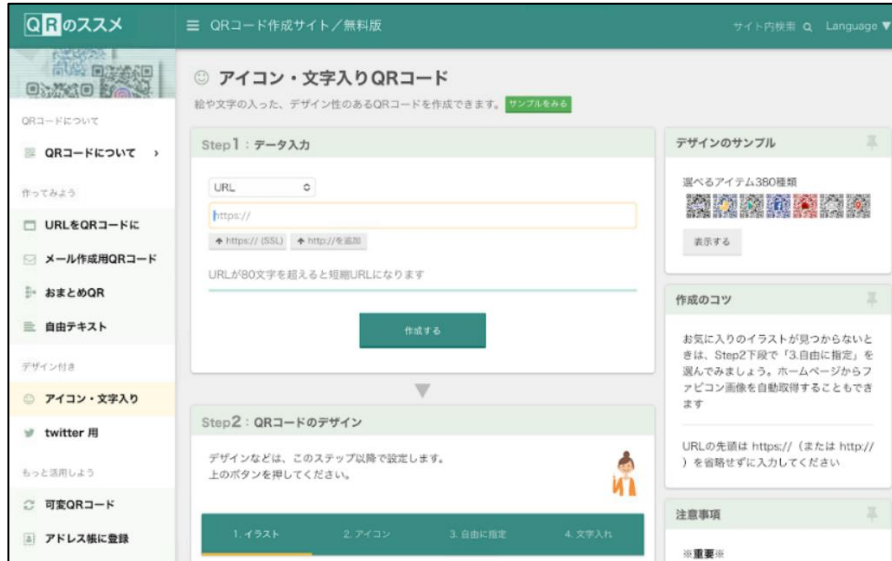 QRのススメ
≡ QRコード作成サイト／無料版
サイト内検索
Language ▼
QRコードについて
QRコードについて ›
作ってみよう
URLをQRコードに
メール作成用QRコード
おまとめQR
自由テキスト
デザイン付き
アイコン・文字入り
twitter 用
もっと活用しよう
可変QRコード
アドレス帳に登録
アイコン・文字入りQRコード
絵や文字の入った、デザイン性のあるQRコードを作成できます。 サンプルをみる
Step1：データ入力
URL
https://
↑ https:// (SSL) ↑ http://を追加
URLが80文字を超えると短縮URLになります
作成する
Step2：QRコードのデザイン
デザインなどは、このステップ以降で設定します。
上のボタンを押してください。
1. イラスト 2. アイコン 3. 自由に指定 4. 文字入れ
デザインのサンプル
選べるアイテム380種類
表示する
作成のコツ
お気に入りのイラストが見つからないと
きは、Step2下段で「3.自由に指定」を
選んでみましょう。ホームページからフ
ァビコン画像を自動取得することもでき
ます
URLの先頭は https://（または http://
）を省略せずに入力してください
注意事項
※重要※